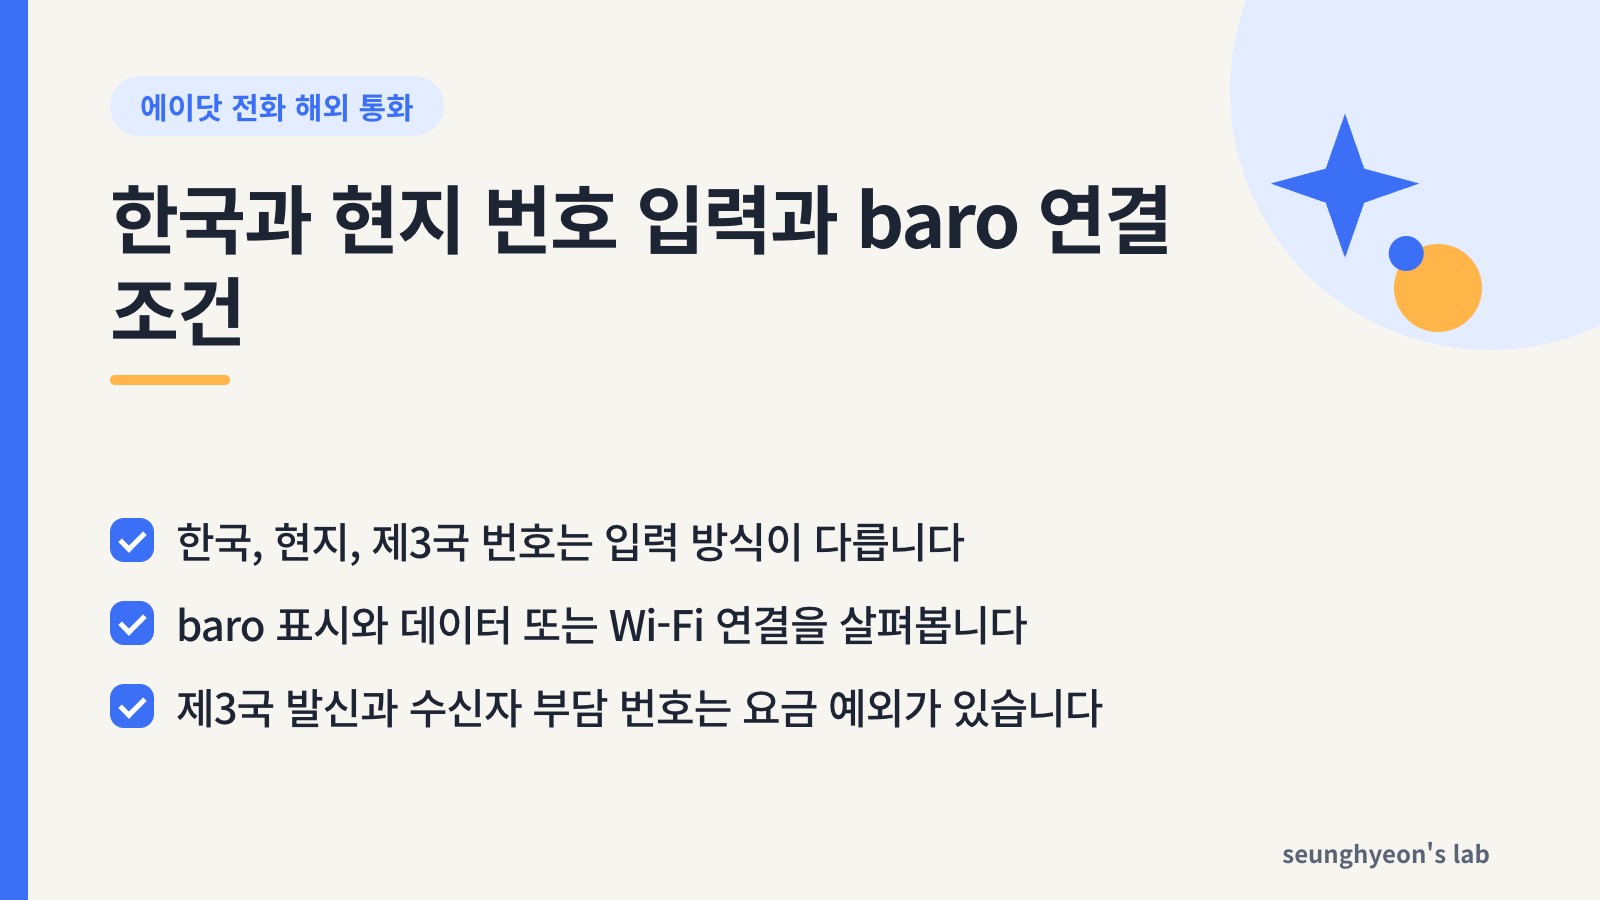 에이닷 전화 해외 통화
한국과 현지 번호 입력과 baro 연결
조건
한국, 현지, 제3국 번호는 입력 방식이 다릅니다
baro 표시와 데이터 또는 Wi-Fi 연결을 살펴봅니다
제3국 발신과 수신자 부담 번호는 요금 예외가 있습니다
seunghyeon's lab